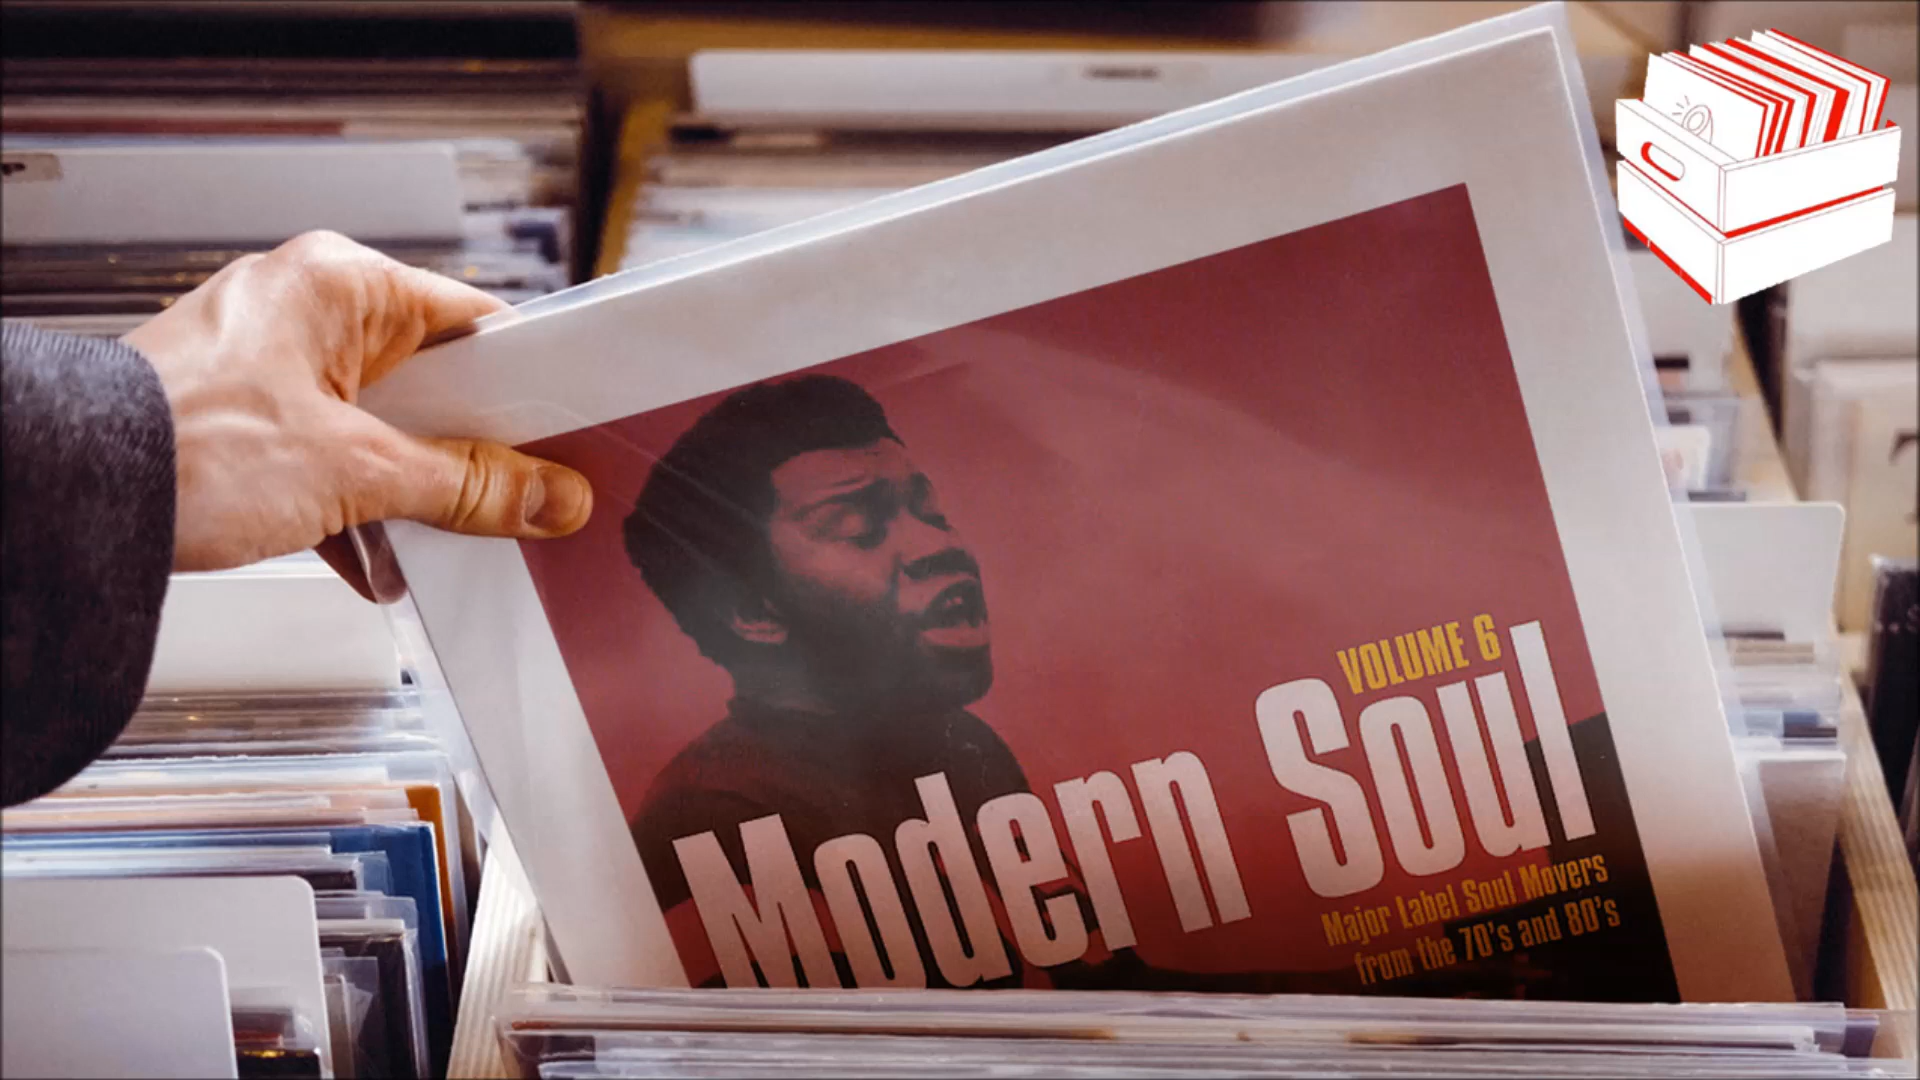 VOLUME 6
Modern Soul
Major Label Soul Movers
from the 70's and 80's